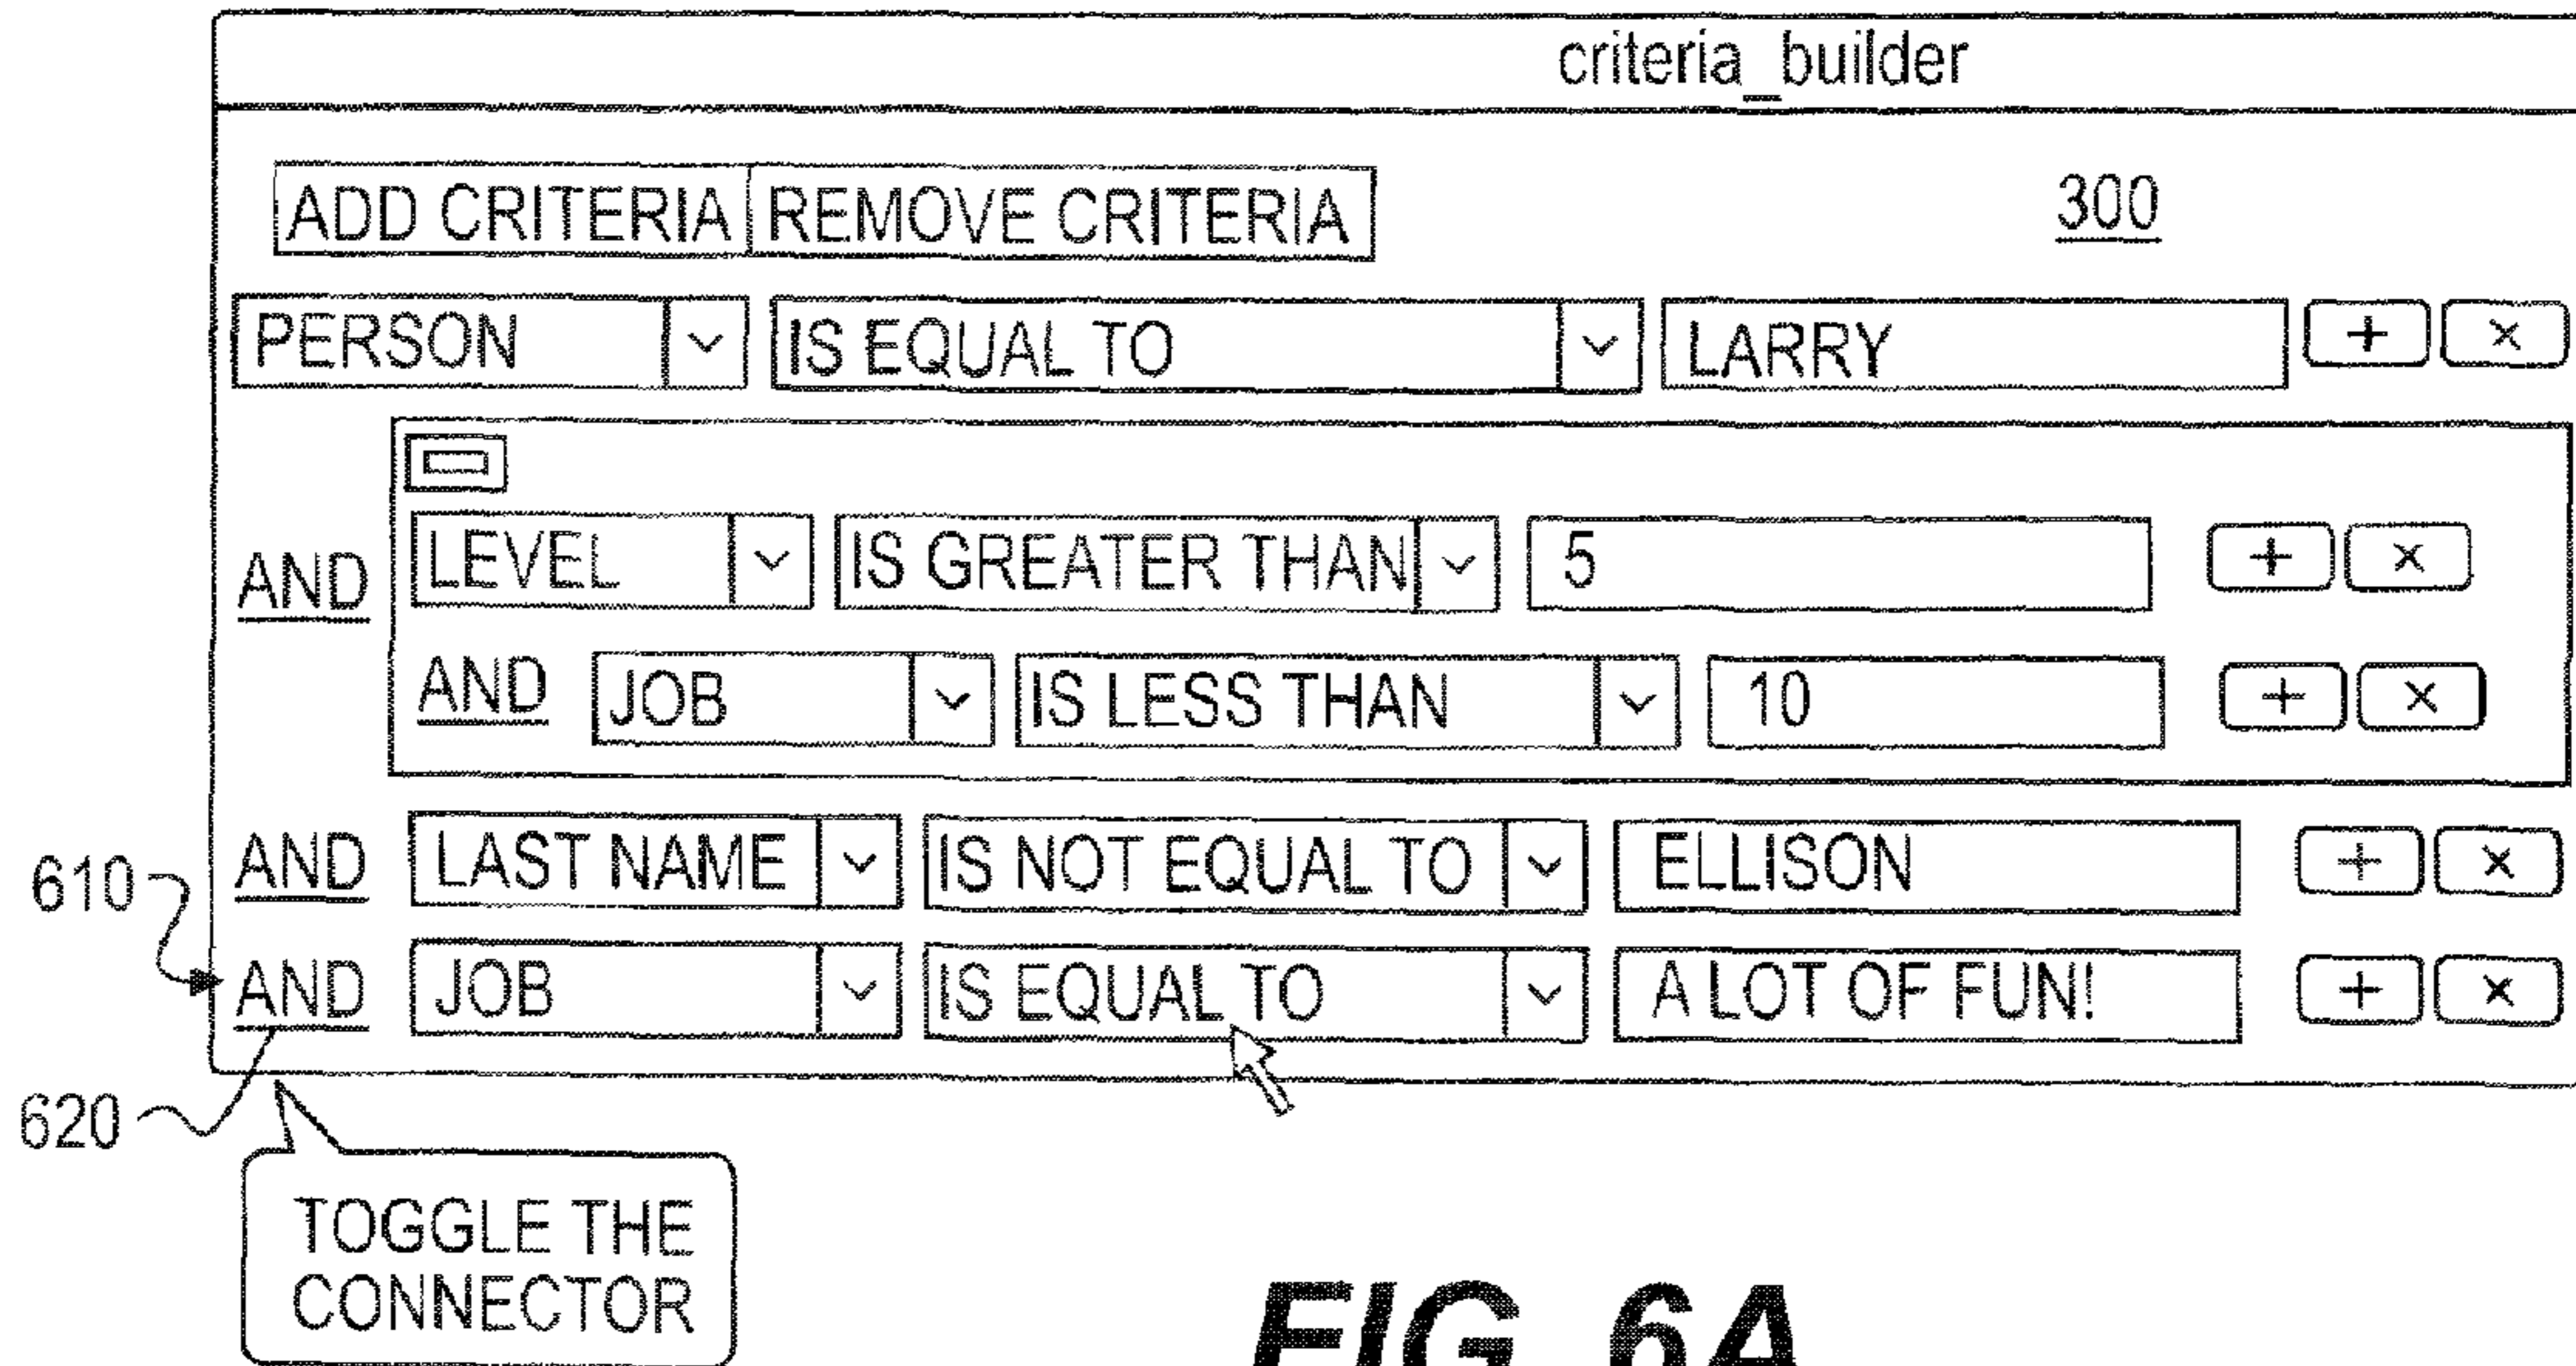 criteria_builder
ADD CRITERIA REMOVE CRITERIA 300
PERSON IS EQUAL TO LARRY + x
AND LEVEL IS GREATER THAN 5 + x
AND JOB IS LESS THAN 10 + x
610 AND LAST NAME IS NOT EQUAL TO ELLISON + x
AND JOB IS EQUAL TO A LOT OF FUN! + x
620
TOGGLE THE
CONNECTOR
FIG. 6A